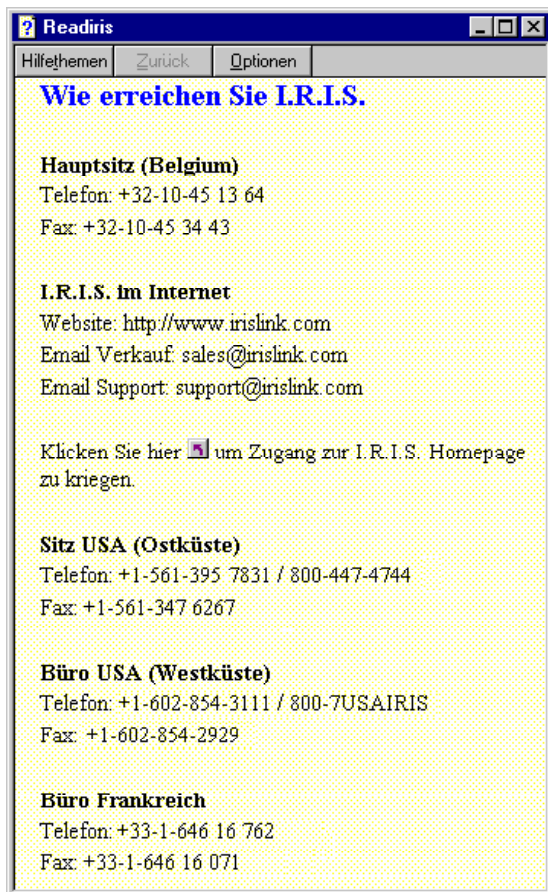 Readiris
Hilfethemen Zurück Optionen
Wie erreichen Sie I.R.I.S.
Hauptsitz (Belgium)
Telefon: +32-10-45 13 64
Fax: +32-10-45 34 43
I.R.I.S. im Internet
Website: http://www.irislink.com
Email Verkauf: sales@irislink.com
Email Support: support@irislink.com
Klicken Sie hier um Zugang zur I.R.I.S. Homepage
zu kriegen.
Sitz USA (Ostküste)
Telefon: +1-561-395 7831 / 800-447-4744
Fax: +1-561-347 6267
Büro USA (Westküste)
Telefon: +1-602-854-3111 / 800-7USAIRIS
Fax: +1-602-854-2929
Büro Frankreich
Telefon: +33-1-646 16 762
Fax: +33-1-646 16 071